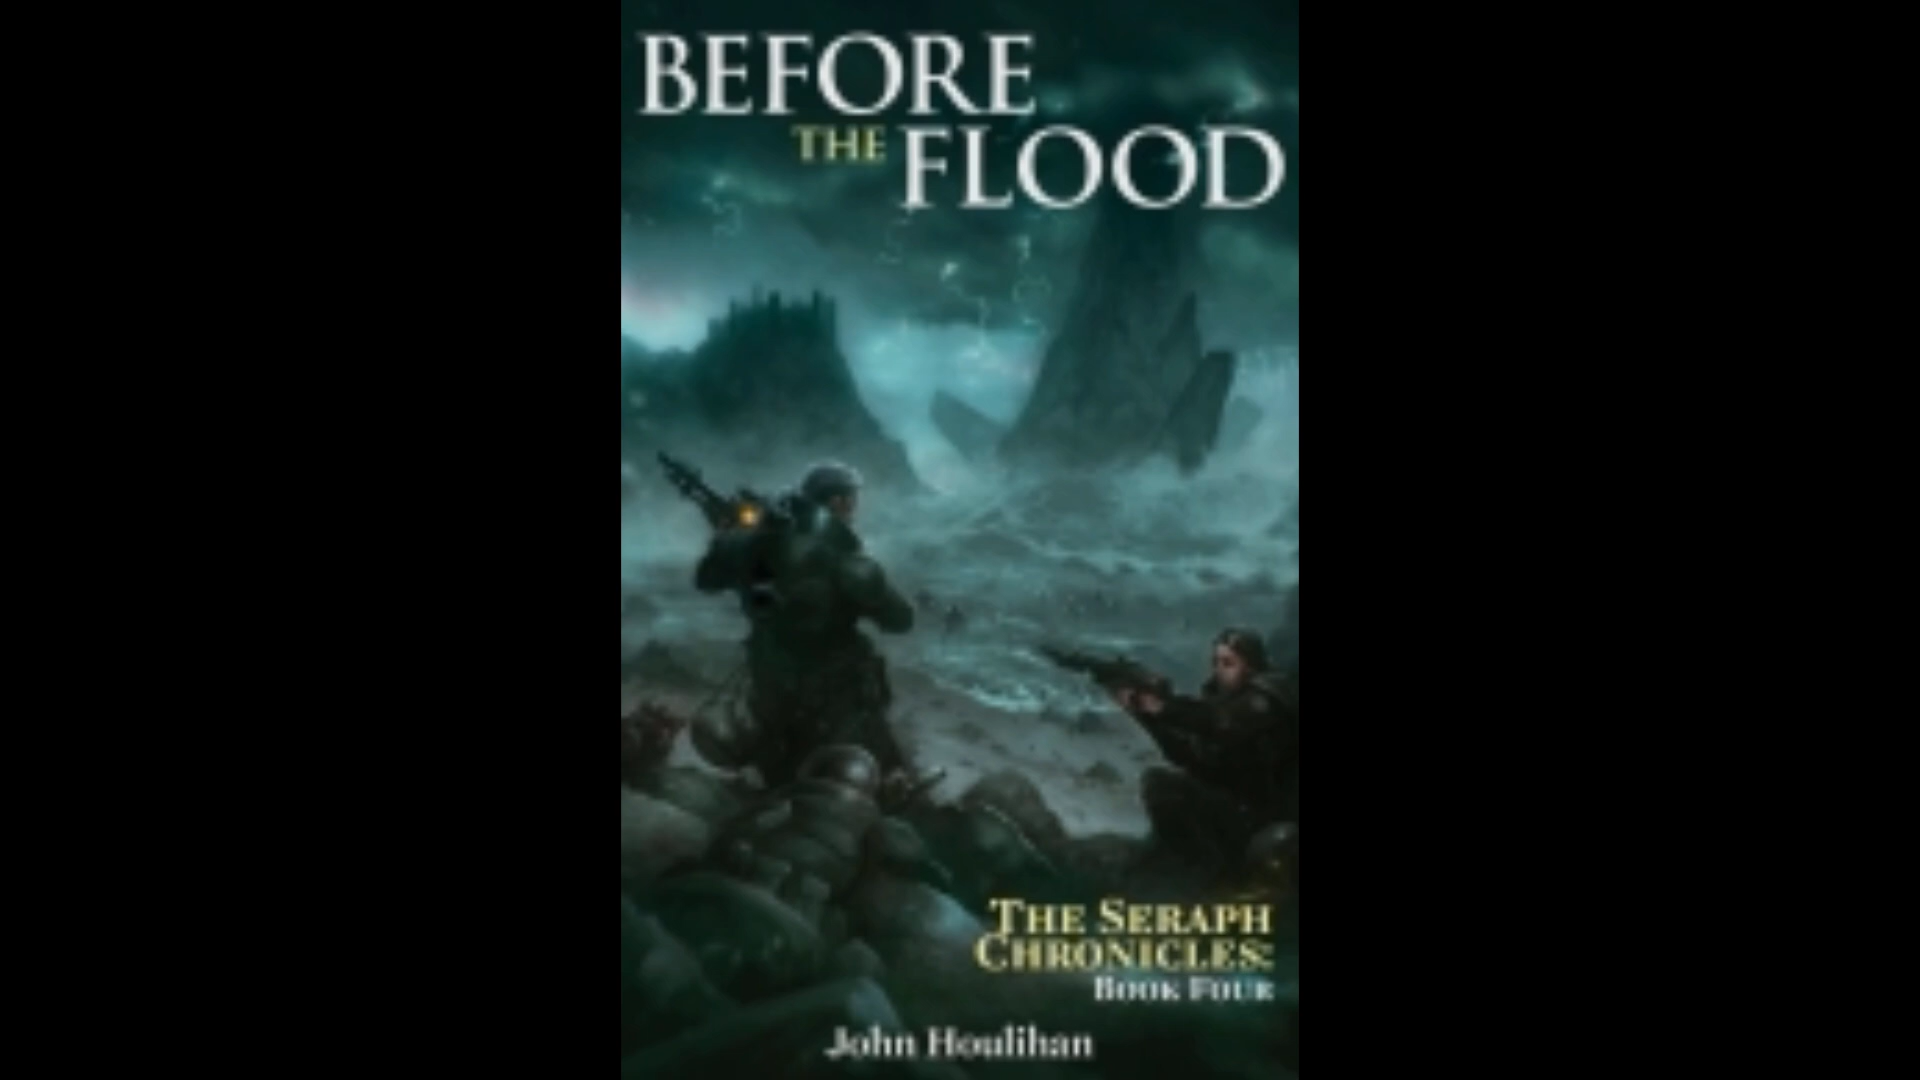 BEFORE
THE FLOOD
THE SERAPH
CHRONICLES:
BOOK FOUR
John Houlihan